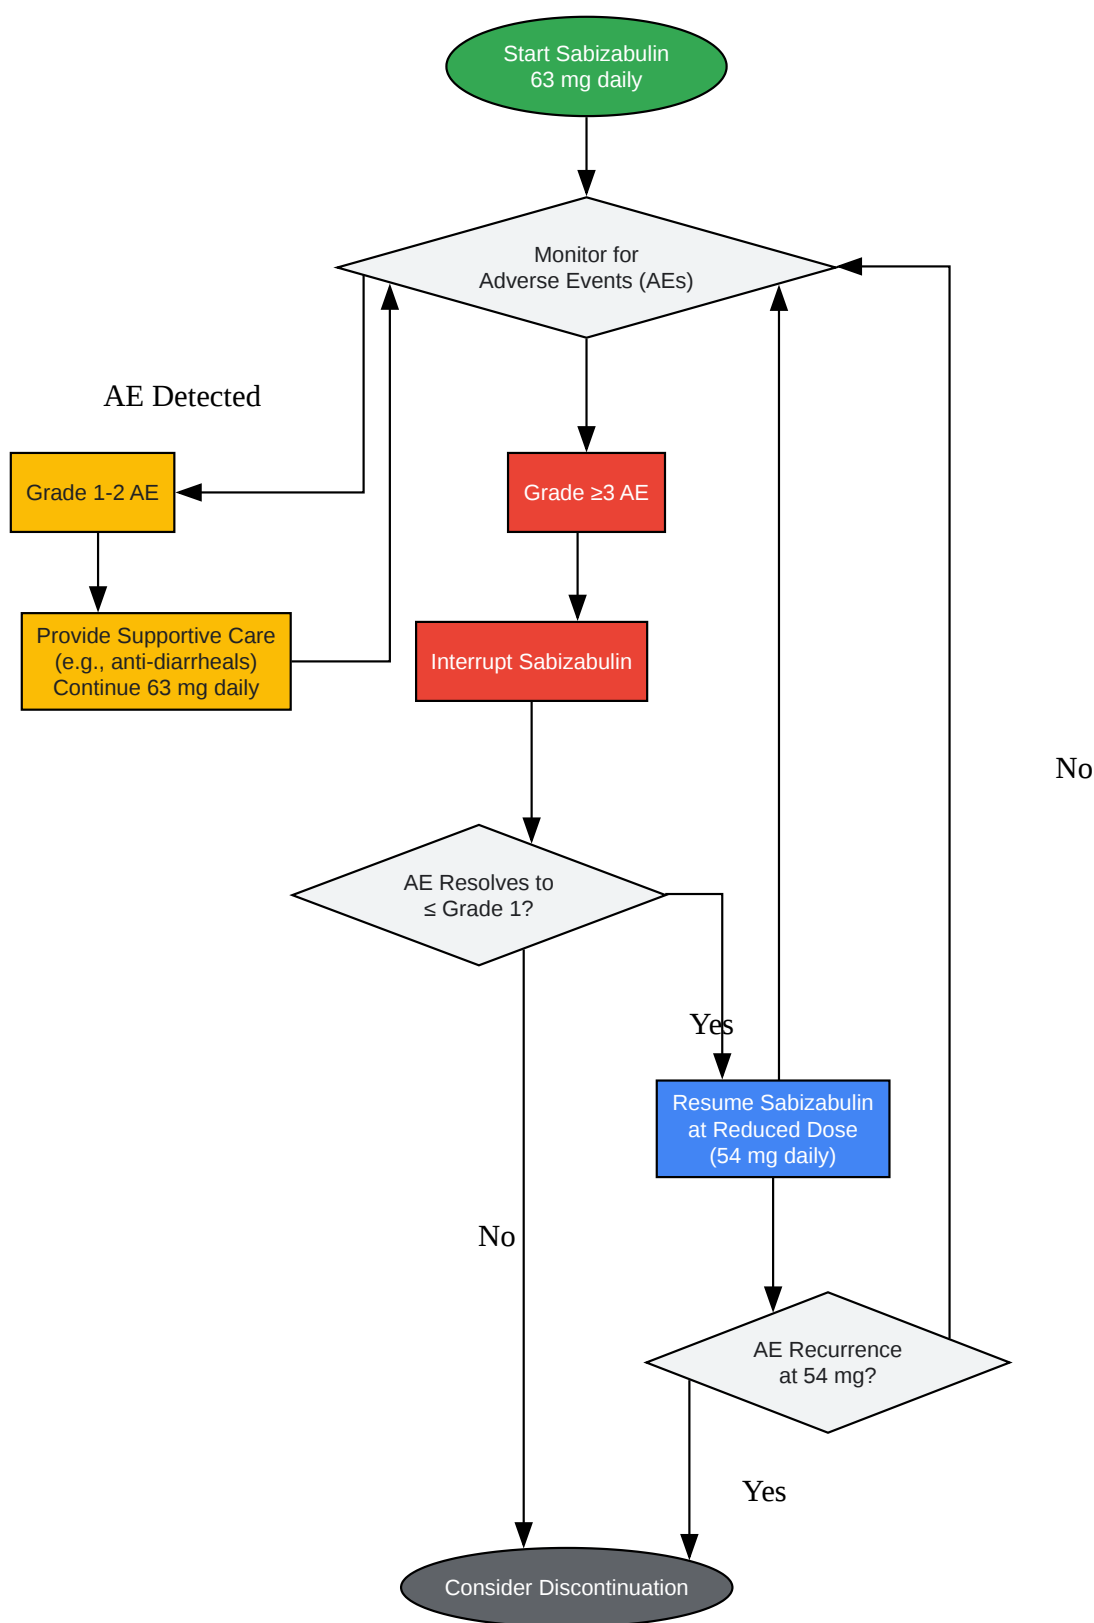 Start Sabizabulin
63 mg daily
Monitor for
Adverse Events (AEs)
AE Detected
Grade 1-2 AE
Grade ≥3 AE
Provide Supportive Care
(e.g., anti-diarrheals)
Continue 63 mg daily
Interrupt Sabizabulin
No
AE Resolves to
≤ Grade 1?
Yes
Resume Sabizabulin
at Reduced Dose
(54 mg daily)
No
AE Recurrence
at 54 mg?
Yes
Consider Discontinuation